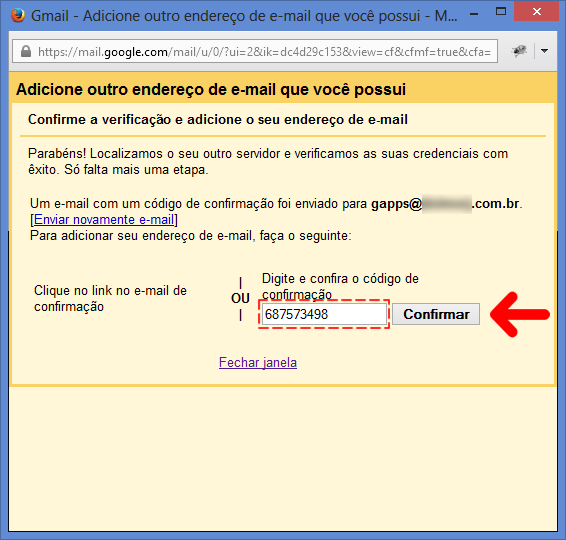 Gmail - Adicione outro endereço de e-mail que você possui - M...
https://mail.google.com/mail/u/0/?ui=2&ik=dc4d29c153&view=cf&cfmf=true&cfa=
Adicione outro endereço de e-mail que você possui
Confirme a verificação e adicione o seu endereço de e-mail
Parabéns! Localizamos o seu outro servidor e verificamos as suas credenciais com
êxito. Só falta mais uma etapa.
Um e-mail com um código de confirmação foi enviado para gapps@ .com.br.
[Enviar novamente e-mail]
Para adicionar seu endereço de e-mail, faça o seguinte:
Clique no link no e-mail de
confirmação
|
OU
|
Digite e confira o código de
confirmação
687573498
Confirmar
Fechar janela